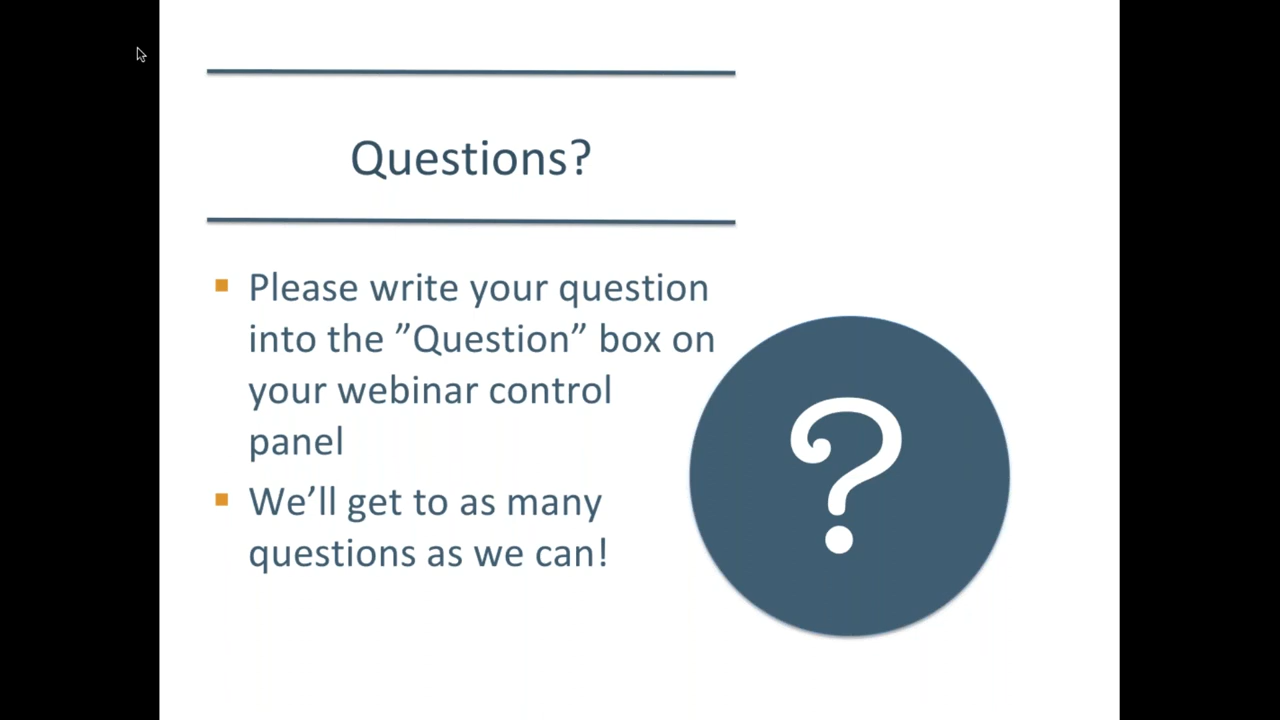 Questions?
Please write your question
into the ”Question” box on
your webinar control
panel
We’ll get to as many
questions as we can!
?